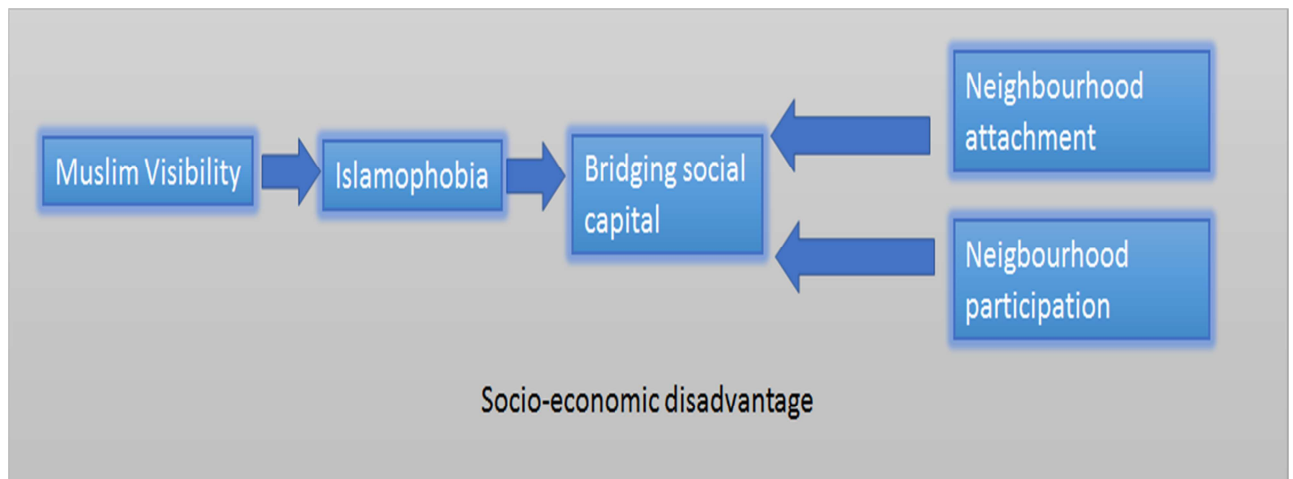 Muslim Visibility
Islamophobia
Bridging social
capital
Neighbourhood
attachment
Neigbourhood
participation
Socio-economic disadvantage